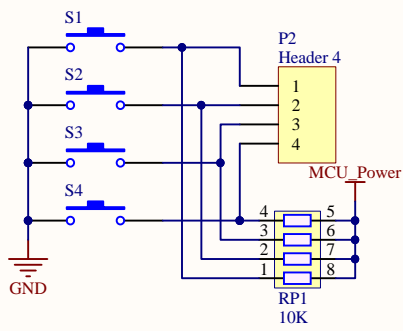 S1
P2
Header 4
S2
1
2
S3
3
4
MCU_Power
S4
4 5
3 6
2 7
1 8
GND
RP1
10K